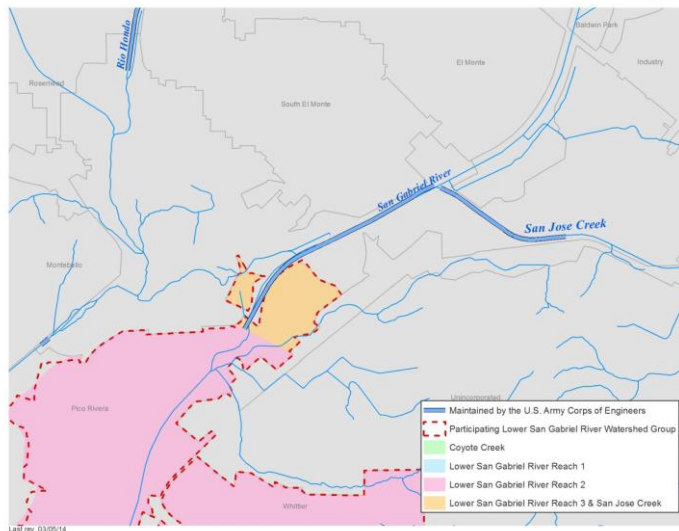 Rio Hondo
Baldwin Park
El Monte
Industry
Rosemead
South El Monte
San Gabriel River
San Jose Creek
Montebello
Pico Rivera
Unincorporated
Whittier
Maintained by the U.S. Army Corps of Engineers
Participating Lower San Gabriel River Watershed Group
Coyote Creek
Lower San Gabriel River Reach 1
Lower San Gabriel River Reach 2
Lower San Gabriel River Reach 3 & San Jose Creek
Last rev. 03/05/14